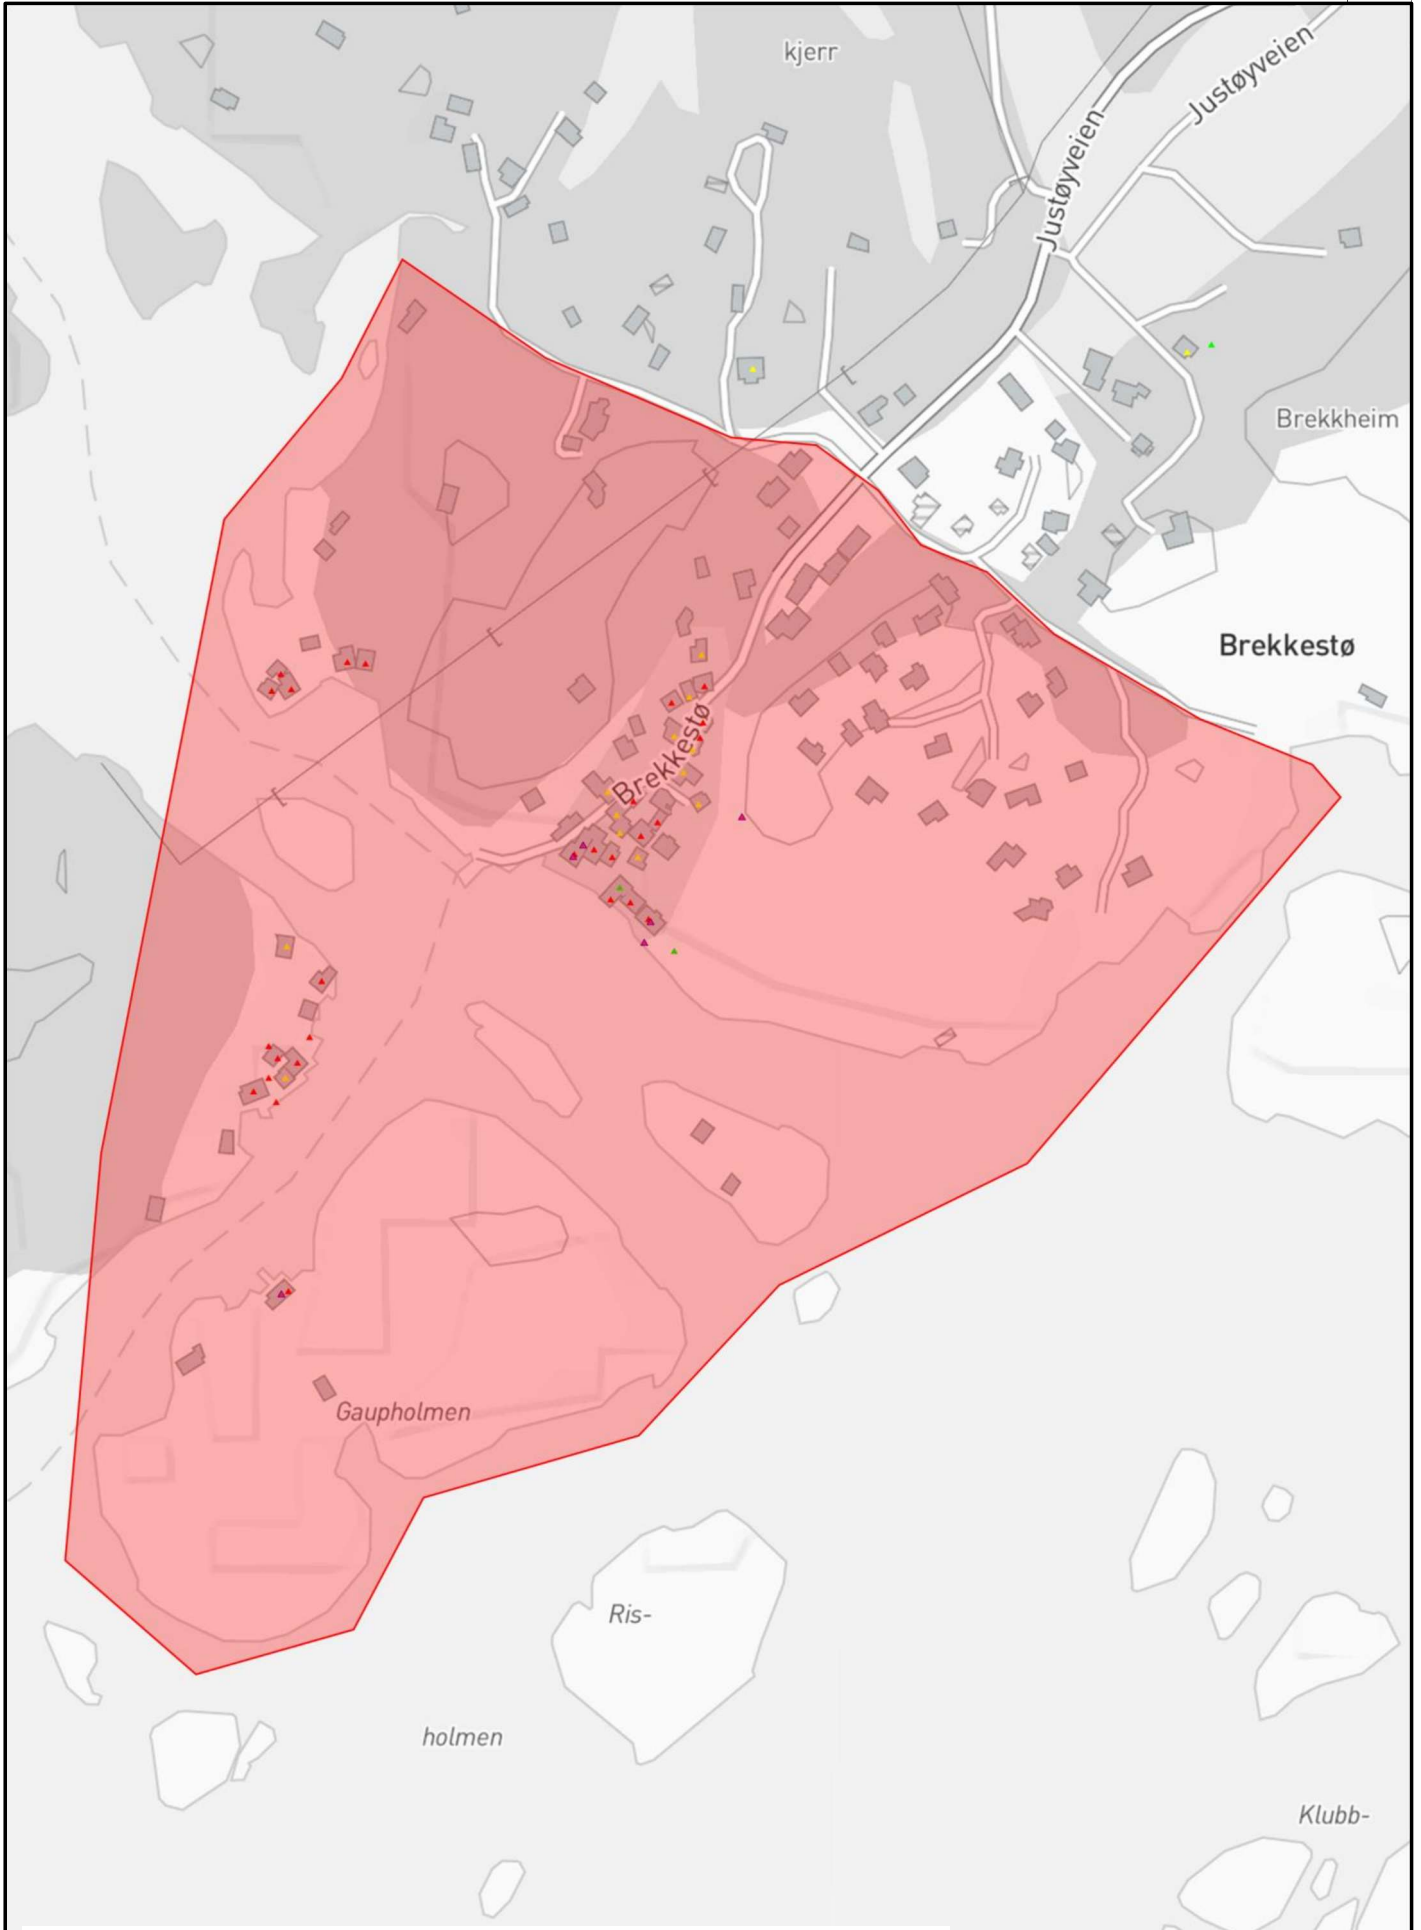 kjerr
Justøyveien
Justøyveien
Brekkheim
Brekkestø
Brekkestø
Gaupholmen
Ris-
holmen
Klubb-